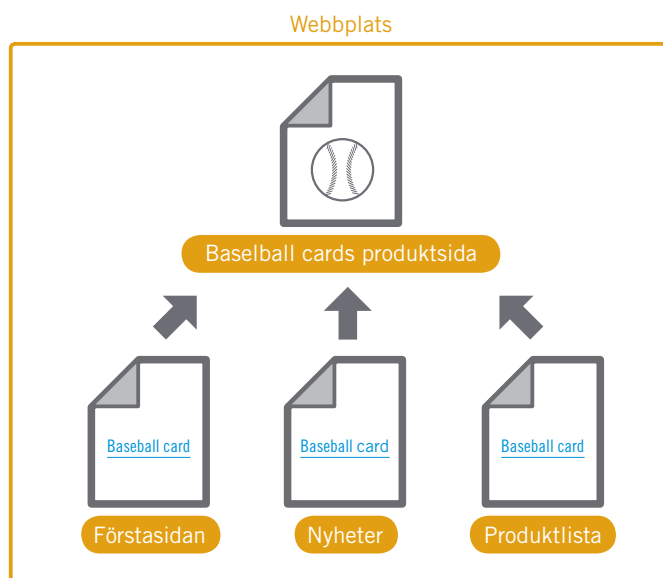 Webbplats
Baselball cards produktsida
Baseball card
Baseball card
Baseball card
Förstasidan
Nyheter
Produktlista